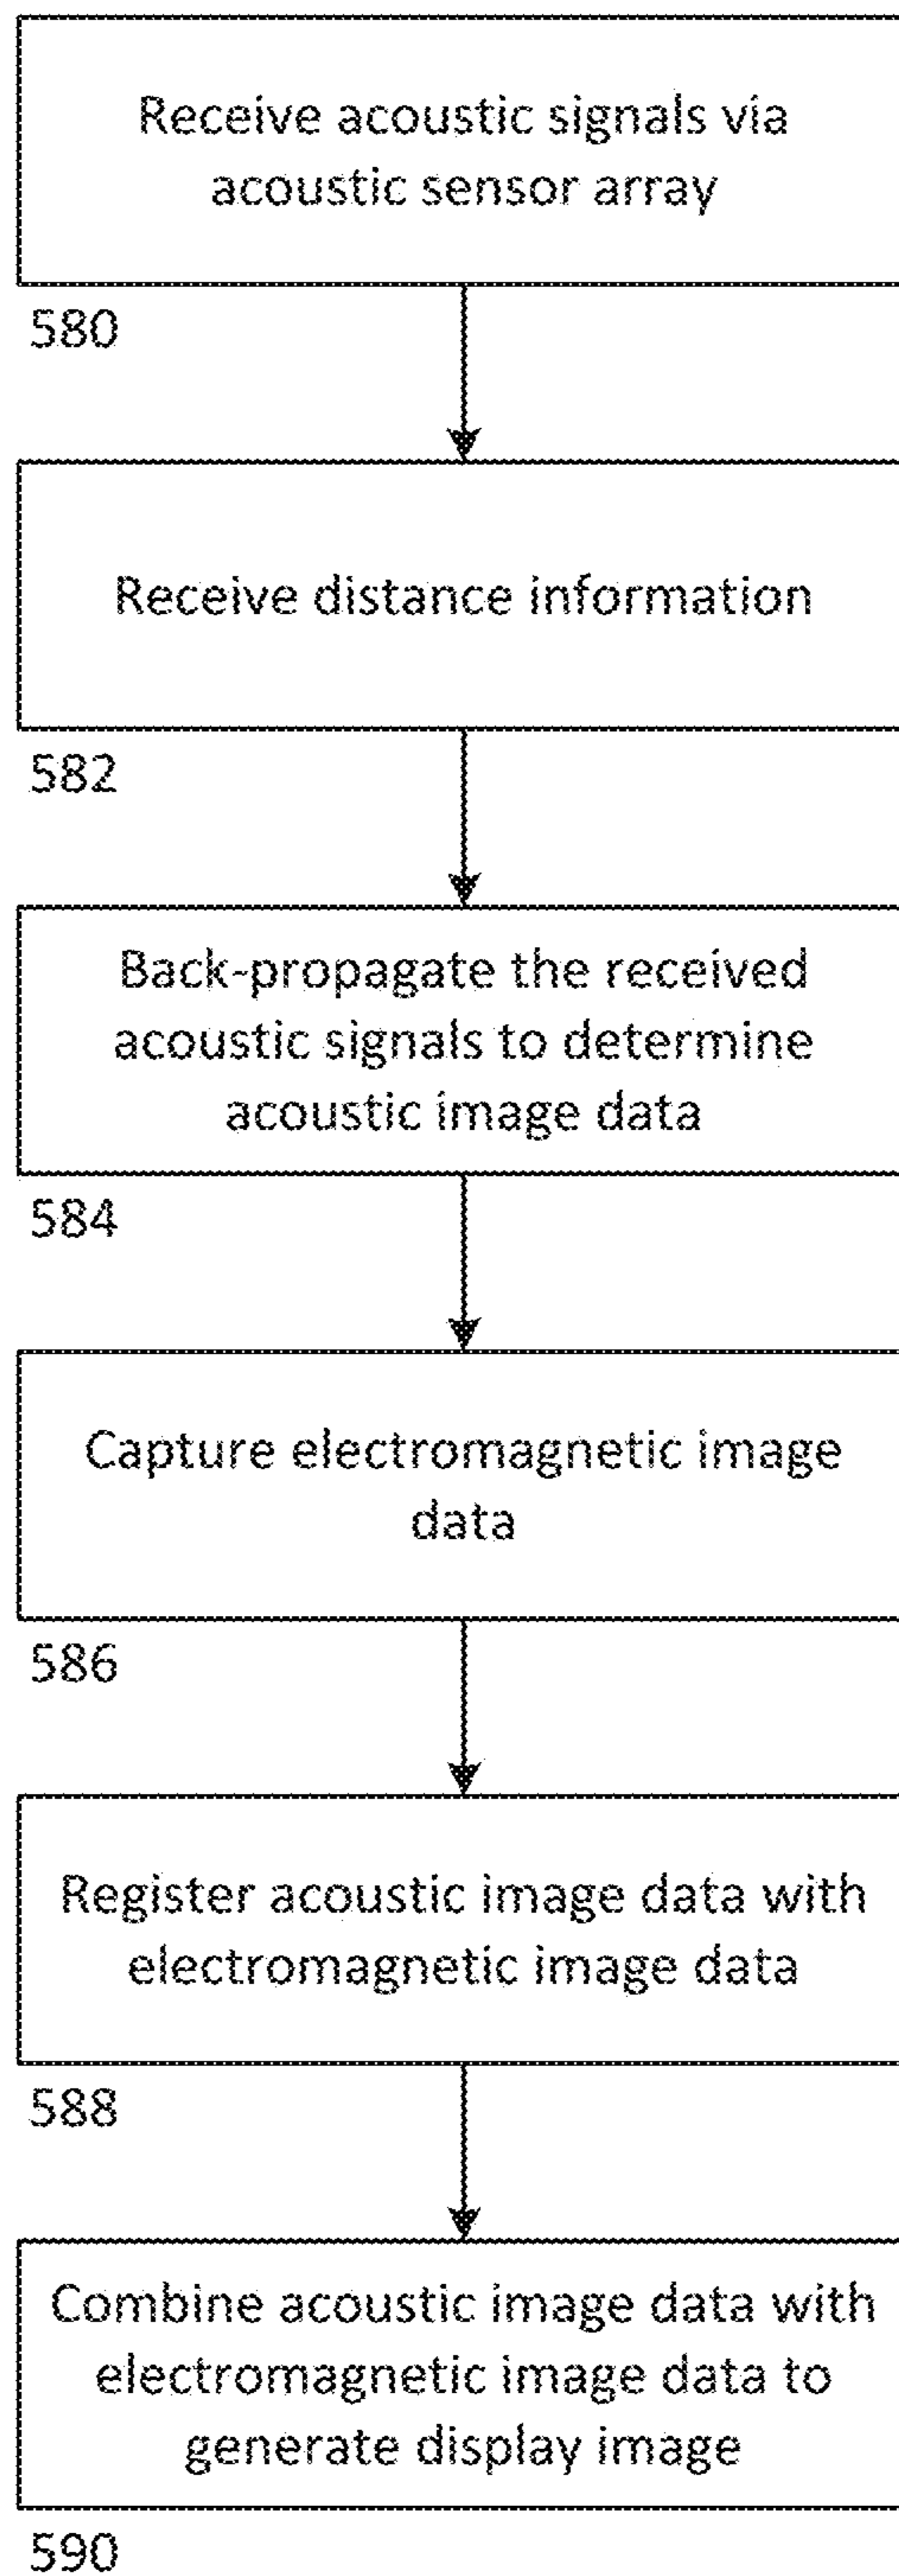 Receive acoustic signals via
acoustic sensor array
580
Receive distance information
582
Back-propagate the received
acoustic signals to determine
acoustic image data
584
Capture electromagnetic image
data
586
Register acoustic image data with
electromagnetic image data
588
Combine acoustic image data with
electromagnetic image data to
generate display image
590